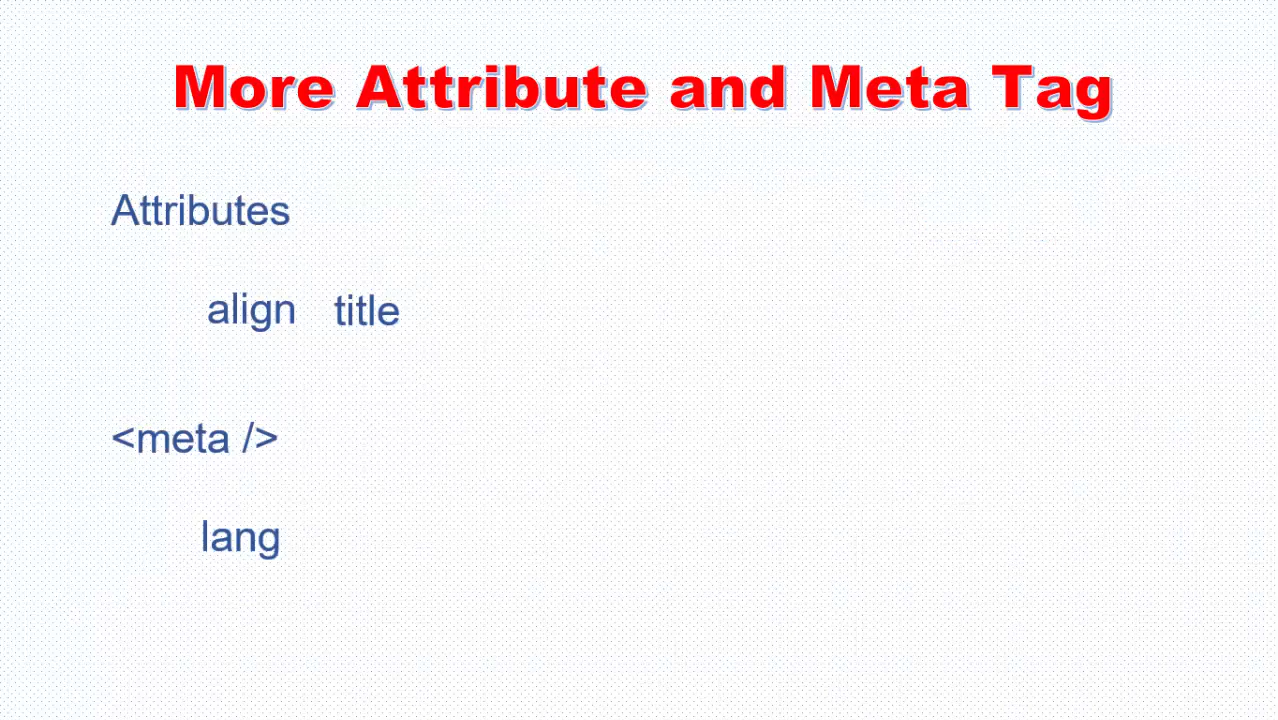 More Attribute and Meta Tag
Attributes
align title
<meta />
lang